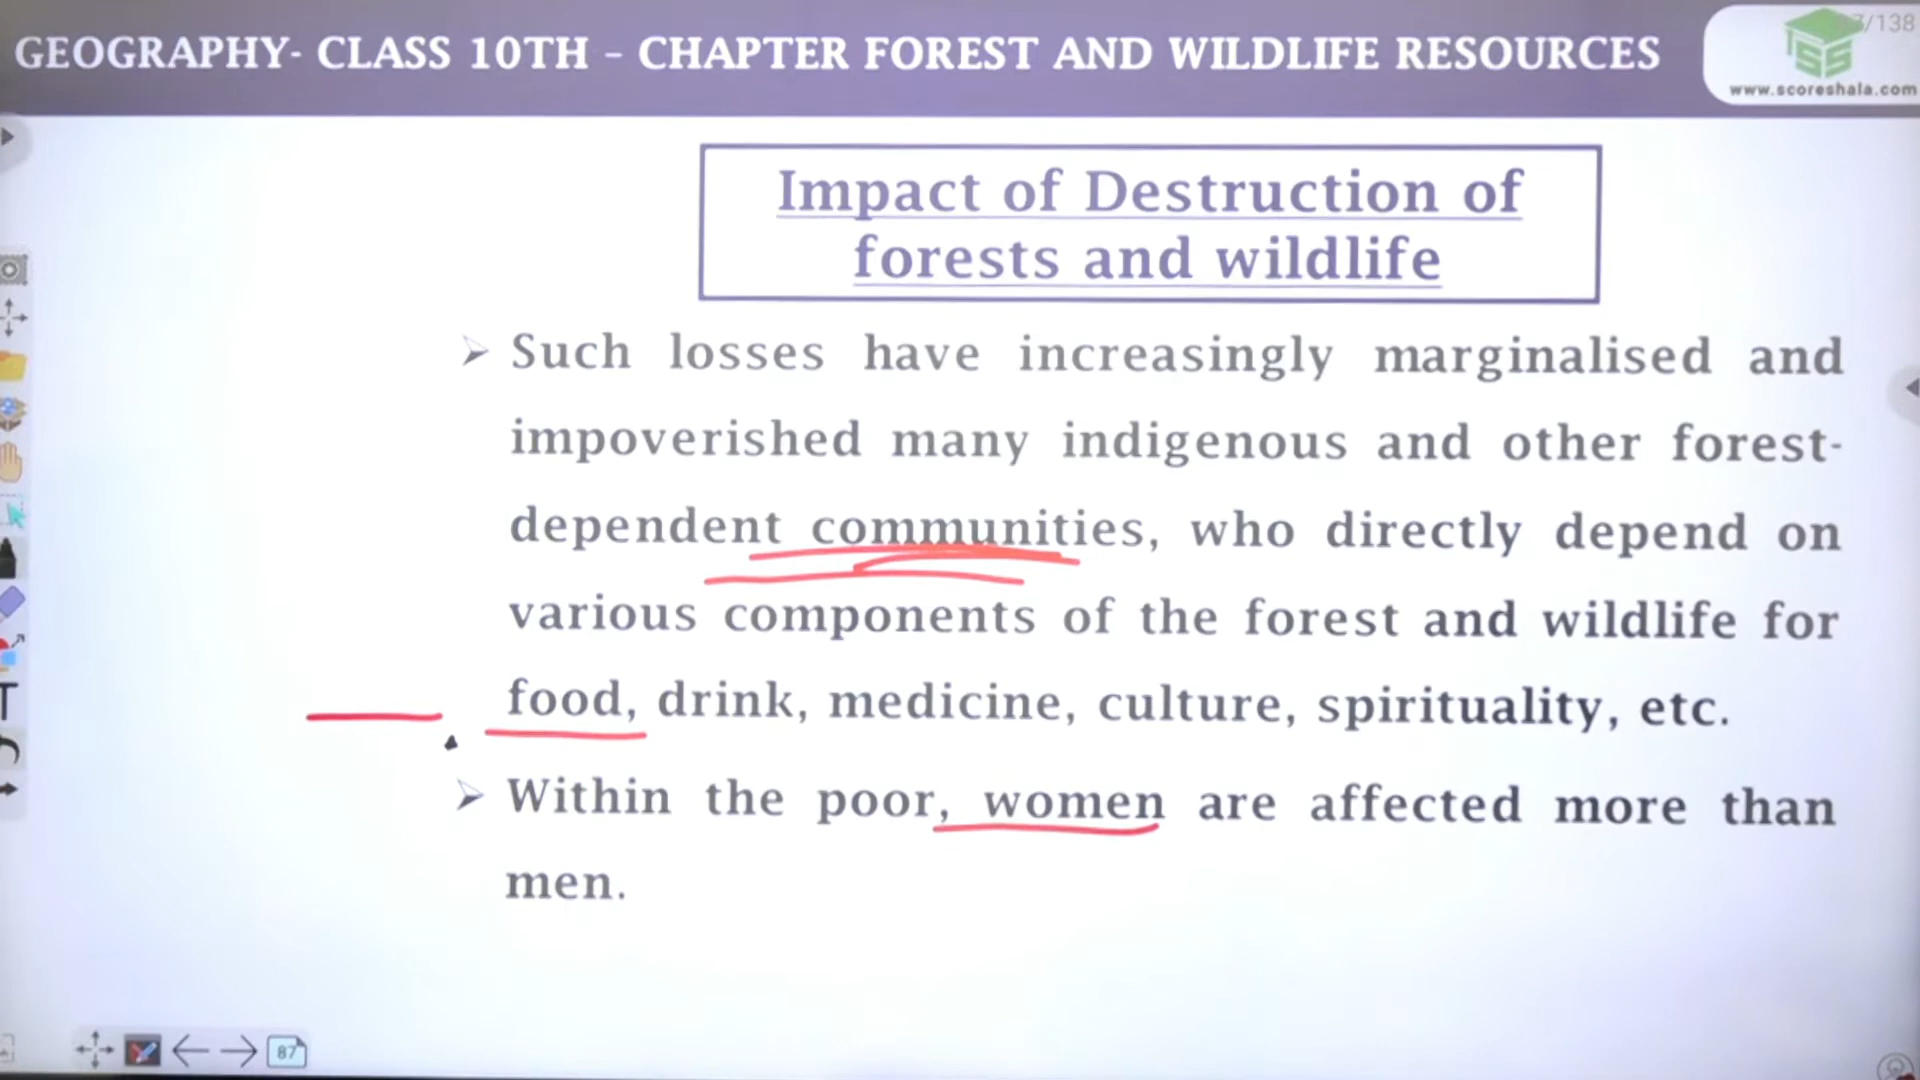 GEOGRAPHY- CLASS 10TH – CHAPTER FOREST AND WILDLIFE RESOURCES
/138
www.scoreshala.com
Impact of Destruction of
forests and wildlife
➢ Such losses have increasingly marginalised and
impoverished many indigenous and other forest-
dependent communities, who directly depend on
various components of the forest and wildlife for
food, drink, medicine, culture, spirituality, etc.
➢ Within the poor, women are affected more than
men.
87